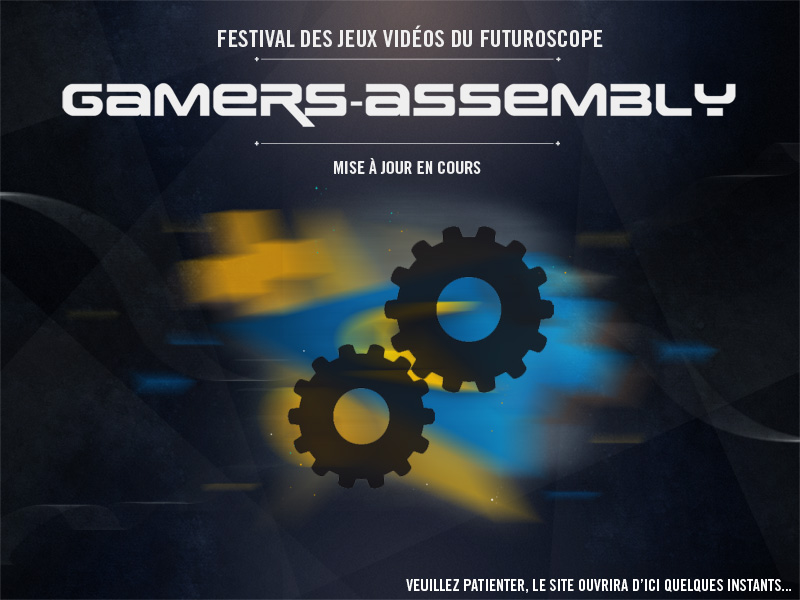 FESTIVAL DES JEUX VIDÉOS DU FUTUROSCOPE
GAMERS-ASSEMBLY
MISE À JOUR EN COURS
VEUILLEZ PATIENTER, LE SITE OUVRIRA D'ICI QUELQUES INSTANTS...